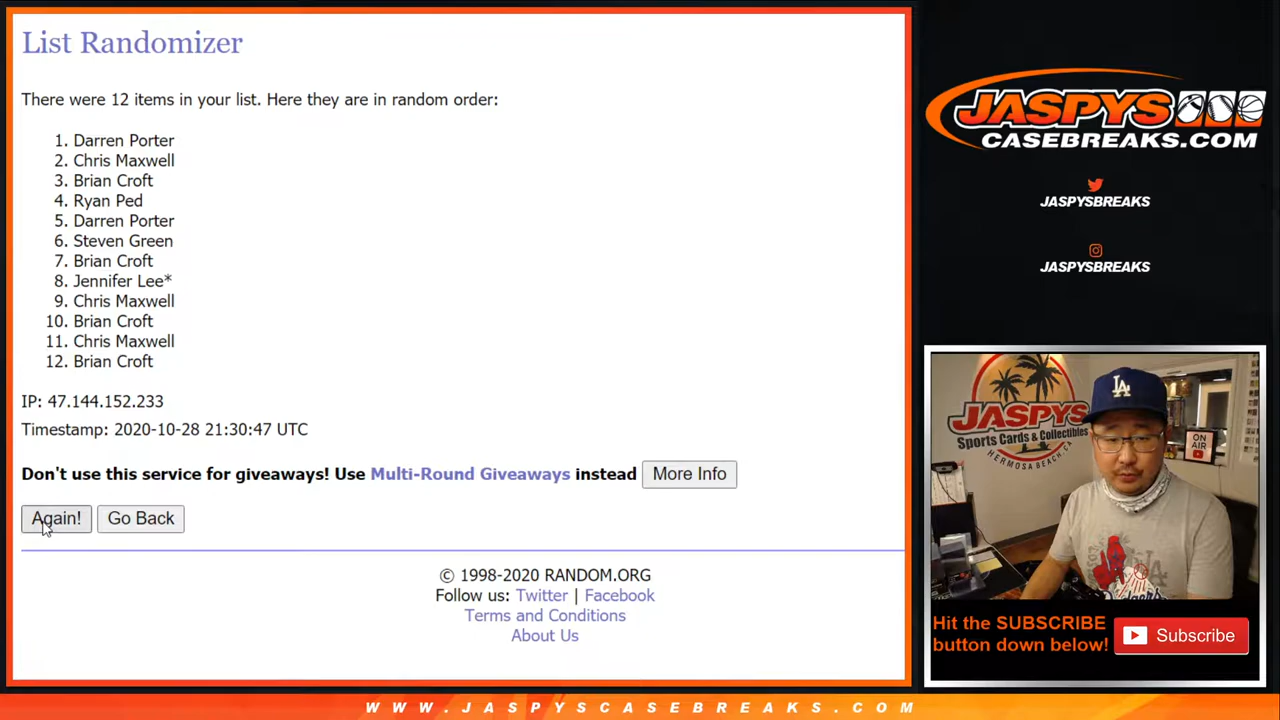 List Randomizer
There were 12 items in your list. Here they are in random order:
1. Darren Porter
2. Chris Maxwell
3. Brian Croft
4. Ryan Ped
5. Darren Porter
6. Steven Green
7. Brian Croft
8. Jennifer Lee*
9. Chris Maxwell
10. Brian Croft
11. Chris Maxwell
12. Brian Croft
IP: 47.144.152.233
Timestamp: 2020-10-28 21:30:47 UTC
Don't use this service for giveaways! Use Multi-Round Giveaways instead More Info
Again! Go Back
© 1998-2020 RANDOM.ORG
Follow us: Twitter | Facebook
Terms and Conditions
About Us
JASPYS
CASEBREAKS.COM
JASPYSBREAKS
JASPYSBREAKS
JASPYS
Sports Cards & Collectibles
HERMOSA BEACH, CA
LA
ON AIR
Hit the SUBSCRIBE
button down below!
Subscribe
WWW.JASPYSCASEBREAKS.COM